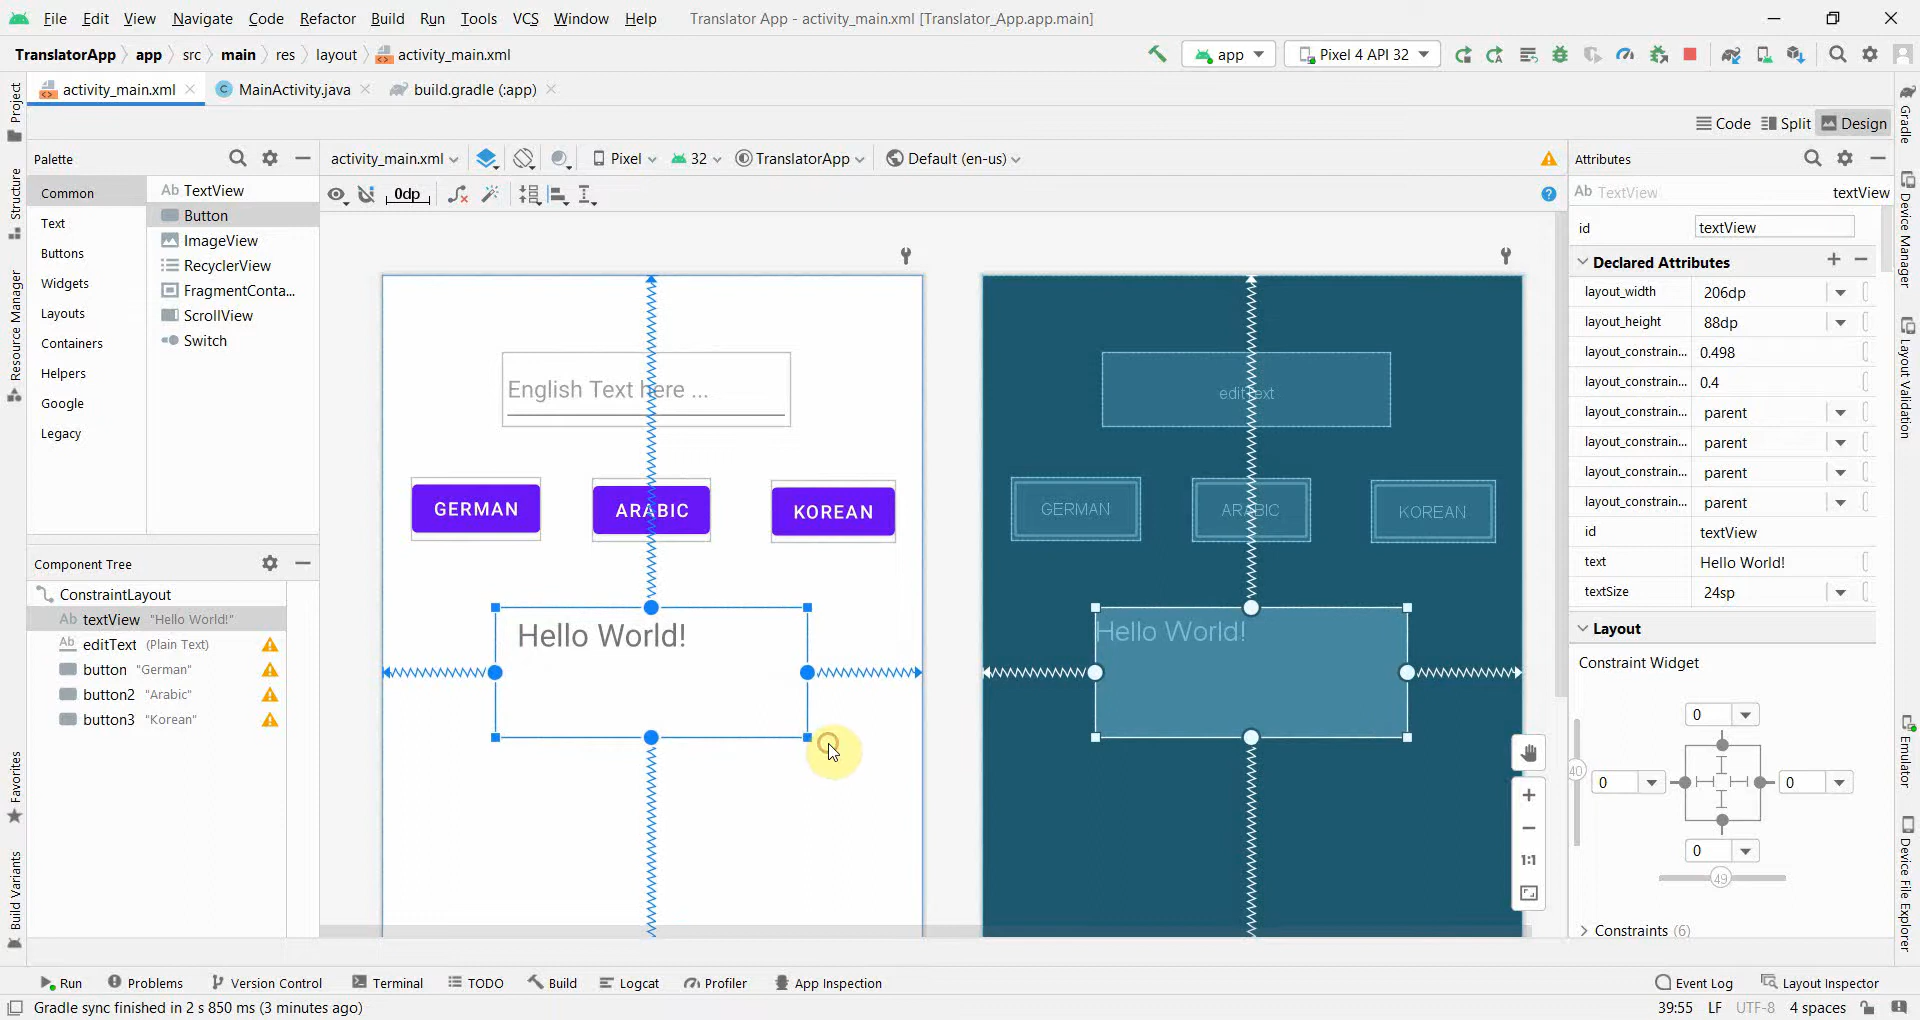 File Edit View Navigate Code Refactor Build Run Tools VCS Window Help Translator App - activity_main.xml [Translator_App.app.main]
TranslatorApp app src main res layout activity_main.xml app Pixel 4 API 32
activity_main.xml MainActivity.java build.gradle (:app)
Code Split Design
Palette activity_main.xml Pixel 32 TranslatorApp Default (en-us) Attributes
Common
Text
Buttons
Widgets
Layouts
Containers
Helpers
Google
Legacy
Ab TextView
Button
ImageView
RecyclerView
FragmentConta...
ScrollView
Switch
0dp
Ab TextView textView
id textView
Declared Attributes
layout_width 206dp
layout_height 88dp
layout_constrain... 0.498
layout_constrain... 0.4
layout_constrain... parent
layout_constrain... parent
layout_constrain... parent
layout_constrain... parent
id textView
text Hello World!
textSize 24sp
Layout
Constraint Widget
0
0 0
0
40
49
Constraints (6)
English Text here ...
GERMAN ARABIC KOREAN
Hello World!
editText
GERMAN ARABIC KOREAN
Hello World!
1:1
Component Tree
ConstraintLayout
Ab textView "Hello World!"
Ab editText (Plain Text)
button "German"
button2 "Arabic"
button3 "Korean"
Project
Structure
Resource Manager
Favorites
Build Variants
Gradle
Device Manager
Layout Validation
Emulator
Device File Explorer
Run Problems Version Control Terminal TODO Build Logcat Profiler App Inspection Event Log Layout Inspector
Gradle sync finished in 2 s 850 ms (3 minutes ago) 39:55 LF UTF-8 4 spaces